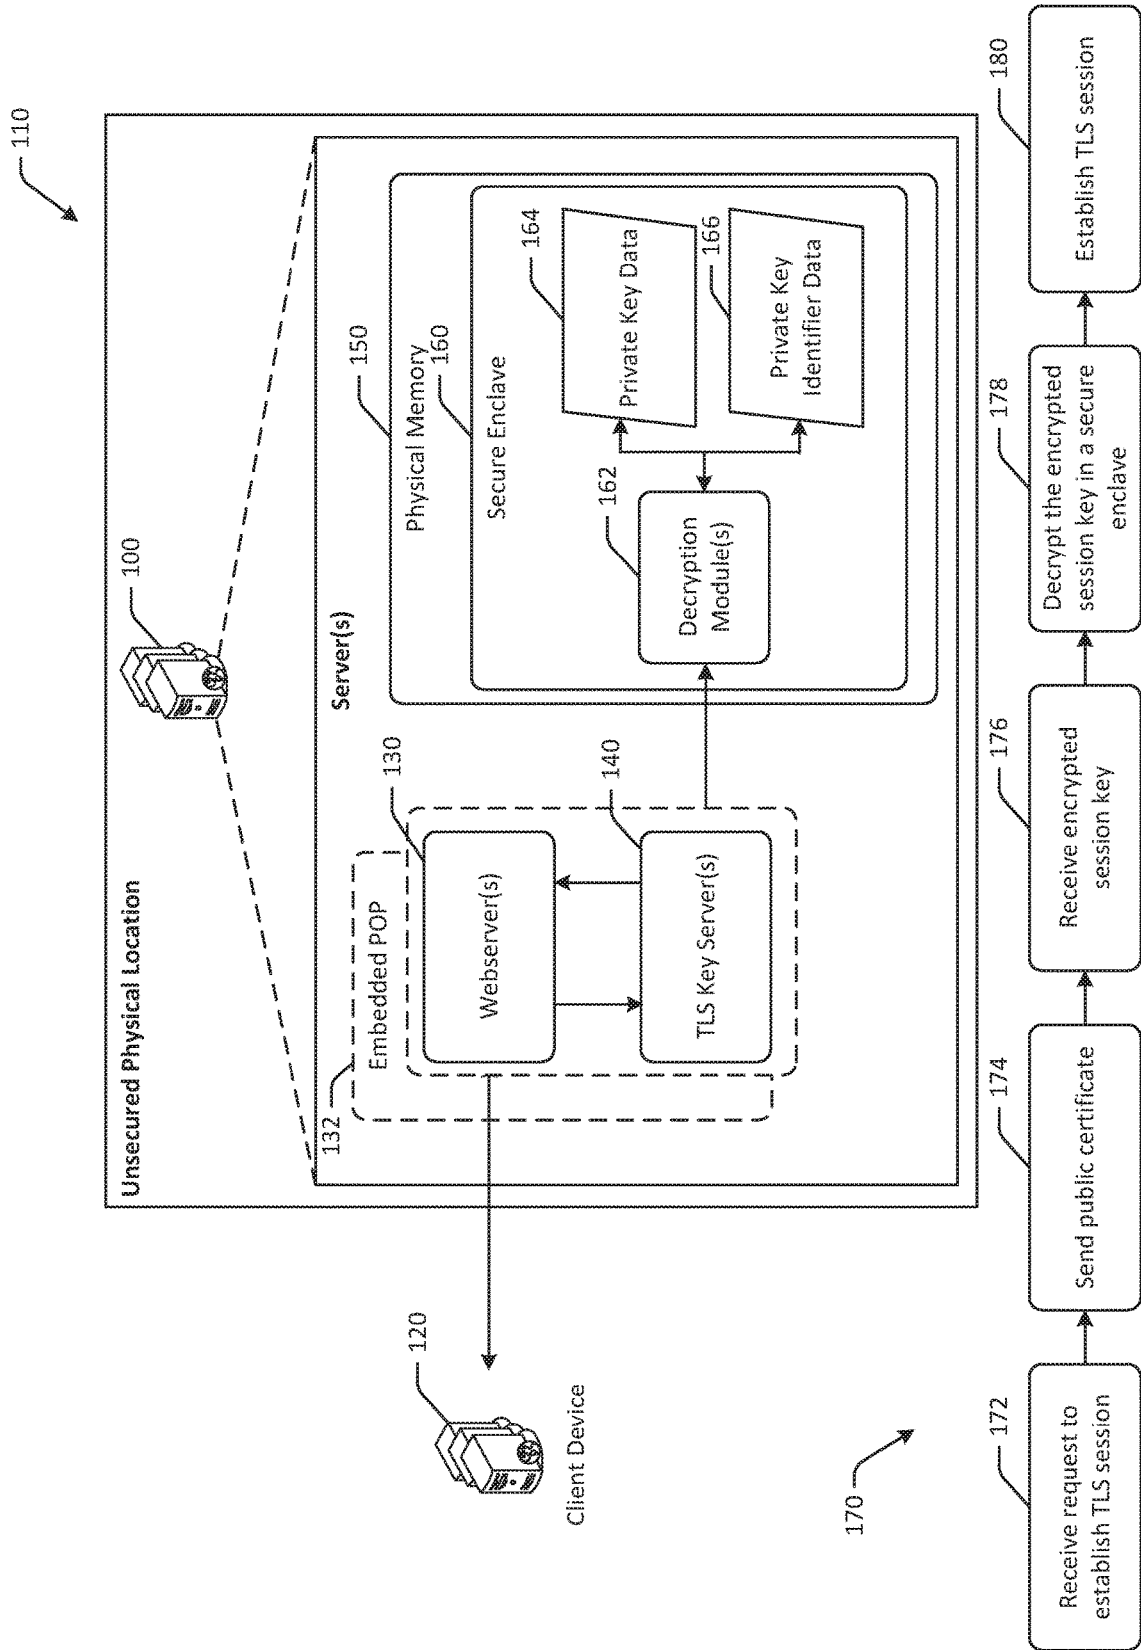 110
Unsecured Physical Location
100
Server(s)
132
Embedded POP
130
Webserver(s)
140
TLS Key Server(s)
150
Physical Memory
160
Secure Enclave
162
Decryption
Module(s)
164
Private Key Data
166
Private Key
Identifier Data
120
Client Device
170
172
Receive request to
establish TLS session
174
Send public certificate
176
Receive encrypted
session key
178
Decrypt the encrypted
session key in a secure
enclave
180
Establish TLS session